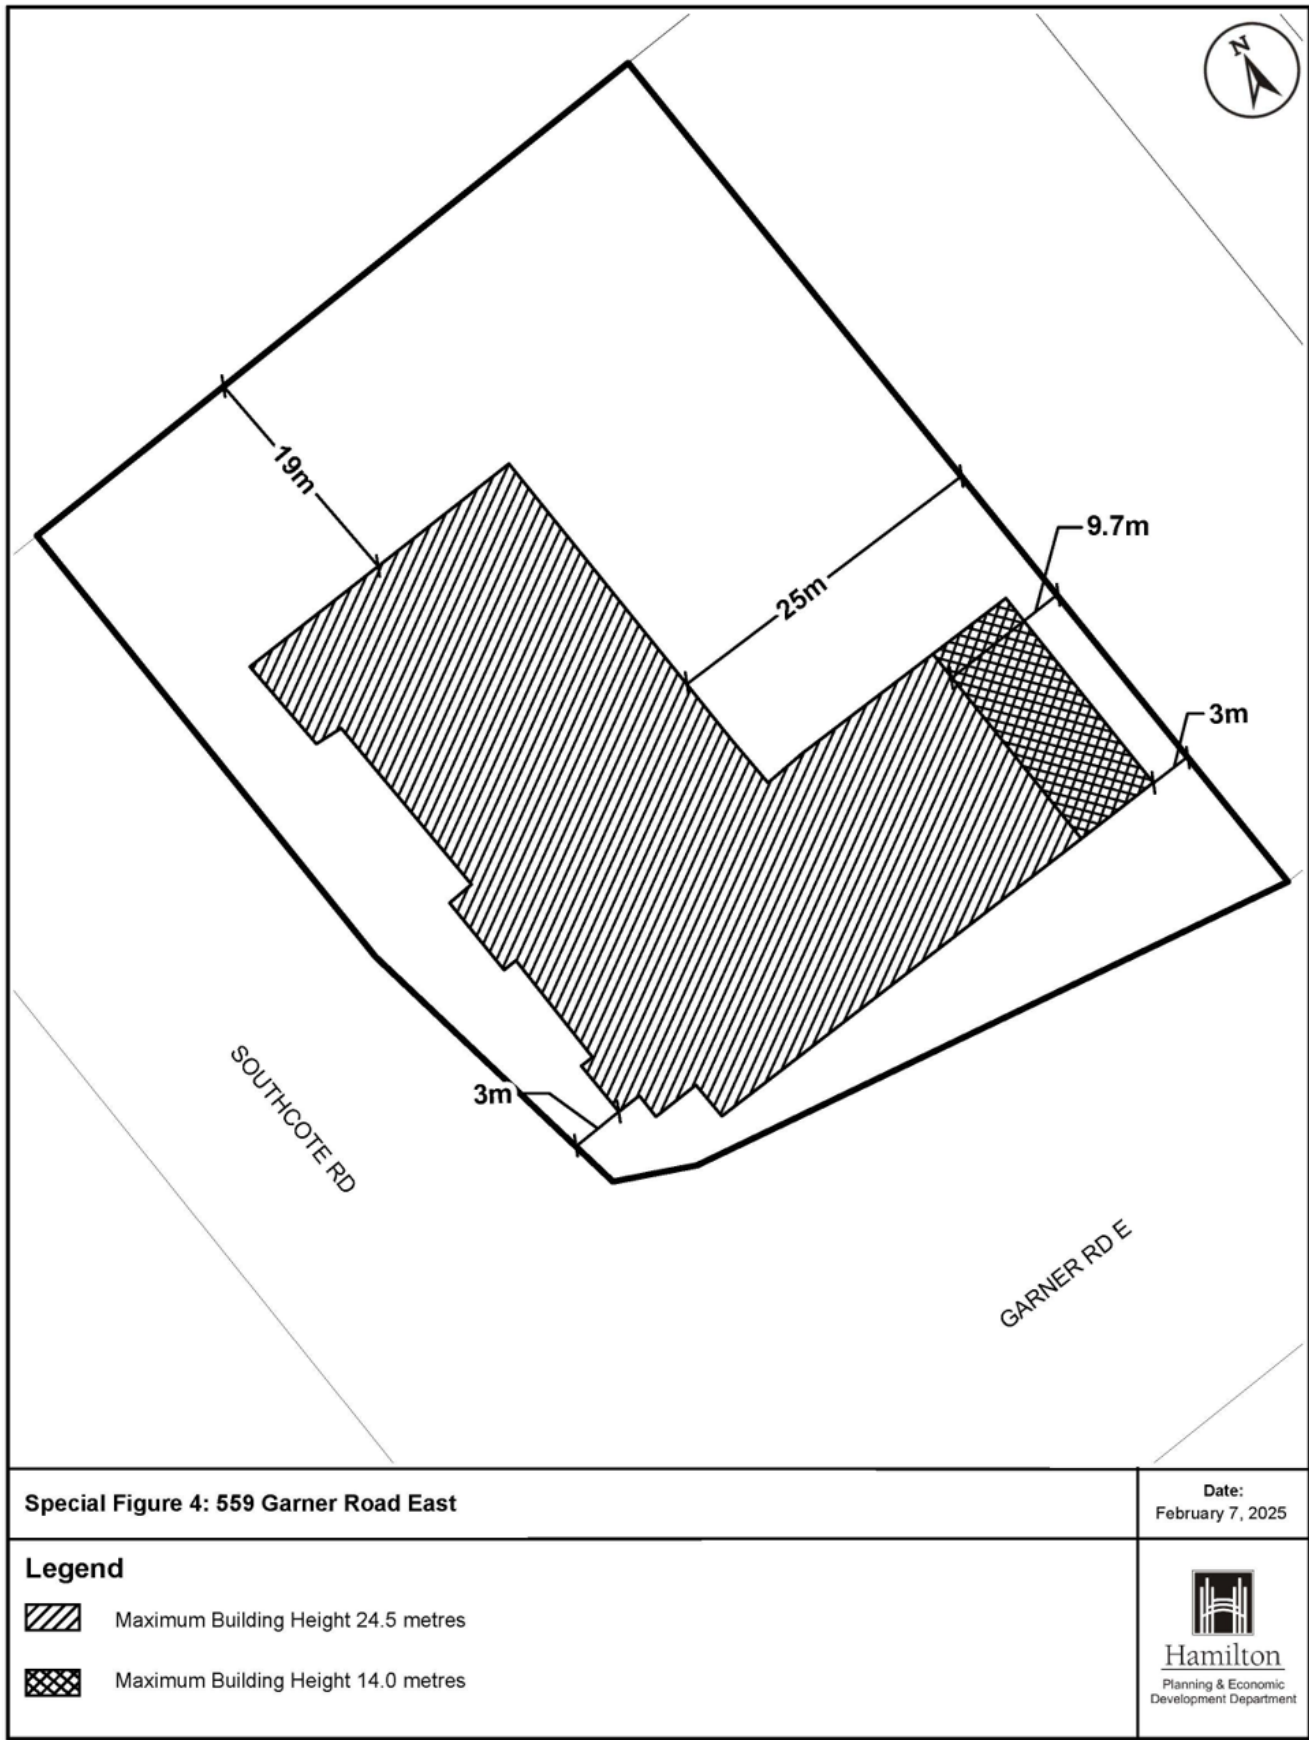 N
19m
25m
9.7m
3m
3m
SOUTHCOTE RD
GARNER RD E
Special Figure 4: 559 Garner Road East
Date:
February 7, 2025
Legend
Maximum Building Height 24.5 metres
Maximum Building Height 14.0 metres
Hamilton
Planning & Economic
Development Department